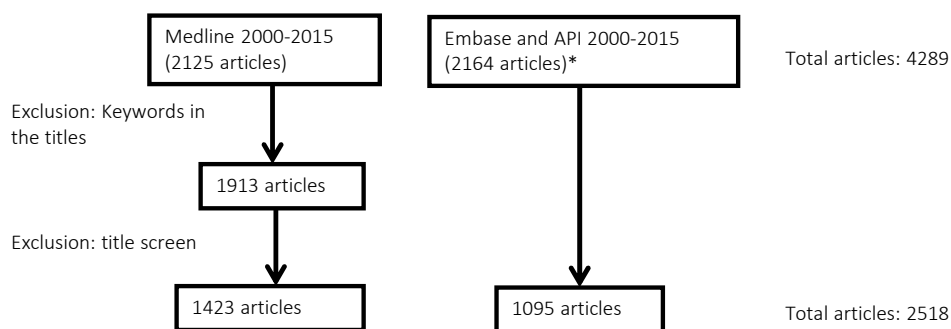 Medline 2000-2015
(2125 articles)
Embase and API 2000-2015
(2164 articles)*
Total articles: 4289
Exclusion: Keywords in
the titles
1913 articles
Exclusion: title screen
1423 articles
1095 articles
Total articles: 2518